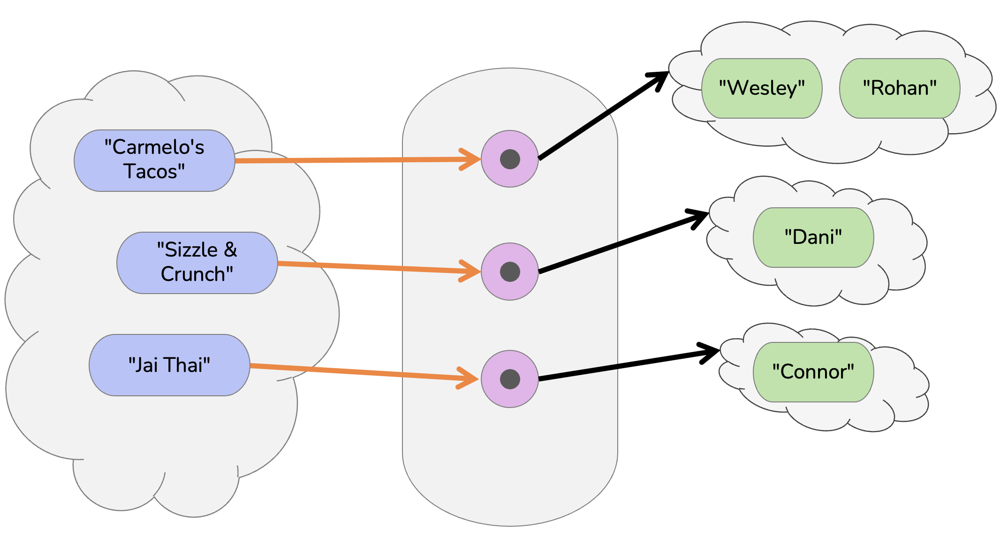 "Carmelo's
Tacos"
"Sizzle &
Crunch"
"Jai Thai"
"Wesley"
"Rohan"
"Dani"
"Connor"